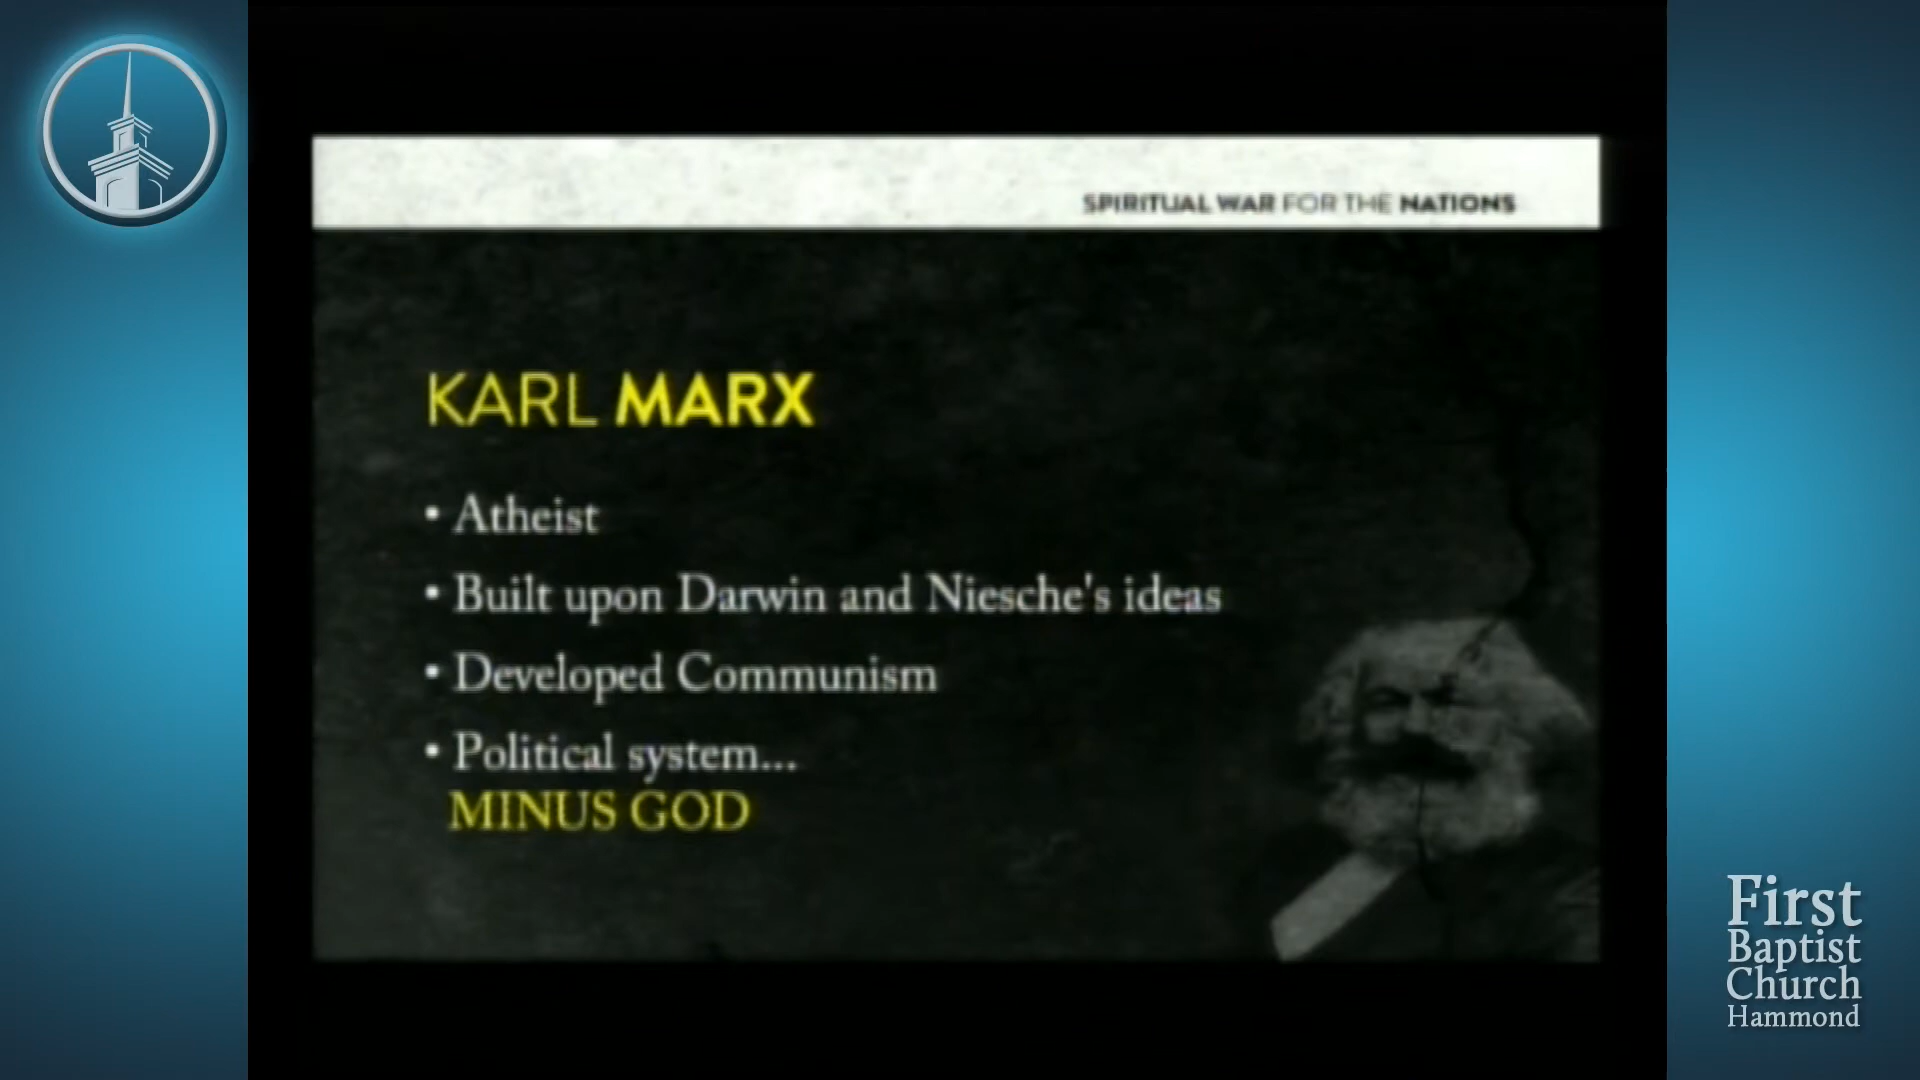 SPIRITUAL WAR FOR THE NATIONS
KARL MARX
• Atheist
• Built upon Darwin and Niesche's ideas
• Developed Communism
• Political system...
MINUS GOD
First
Baptist
Church
Hammond